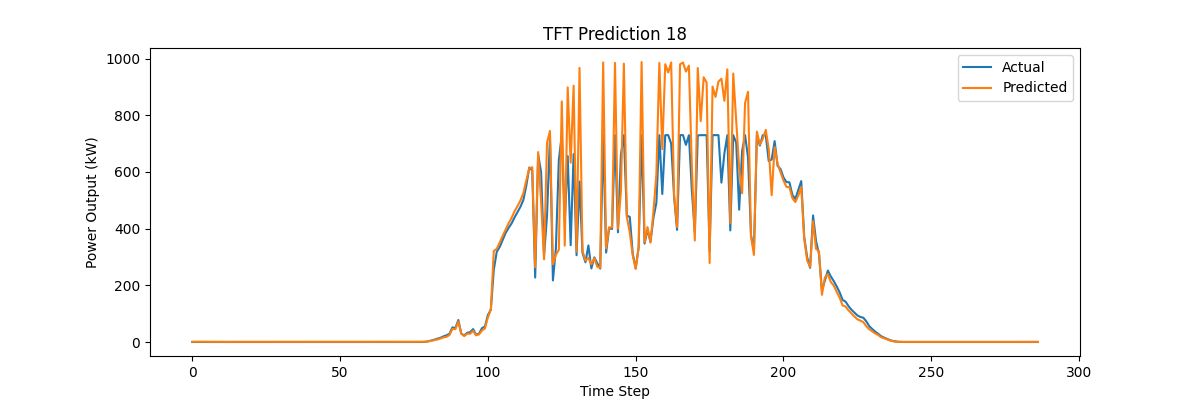 TFT Prediction 18
Actual
Predicted
Power Output (kW)
1000
800
600
400
200
0
0 50 100 150 200 250 300
Time Step